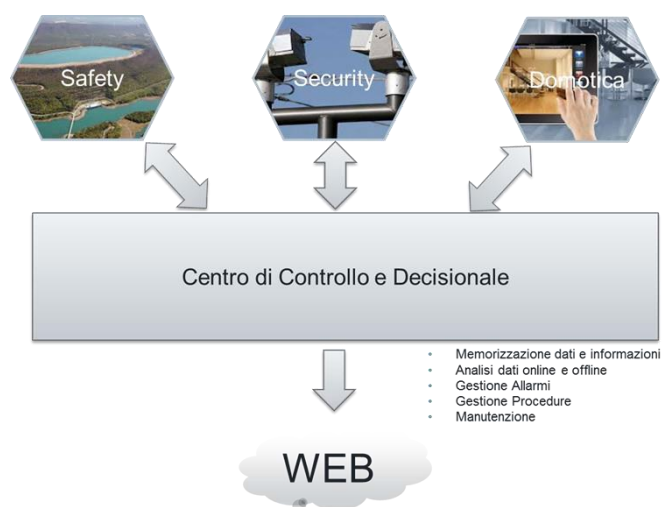 Safety
Security
Domotica
Centro di Controllo e Decisionale
• Memorizzazione dati e informazioni
• Analisi dati online e offline
• Gestione Allarmi
• Gestione Procedure
• Manutenzione
WEB